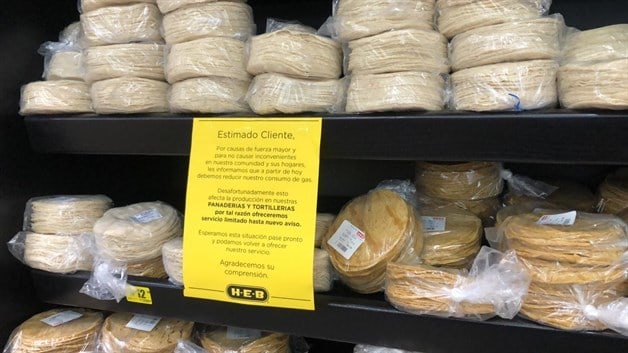 Estimado Cliente,
Por causas de fuerza mayor y
para no causar inconvenientes
en nuestra comunidad y sus hogares,
les informamos que a partir de hoy
debemos reducir nuestro consumo de gas.
Desafortunadamente esto
afecta la producción en nuestras
PANADERIAS Y TORTILLERIAS
por tal razón ofreceremos
servicio limitado hasta nuevo aviso.
Esperamos esta situación pase pronto
y podamos volver a ofrecer
nuestro servicio
Agradecemos su
comprensión.
H-E-B